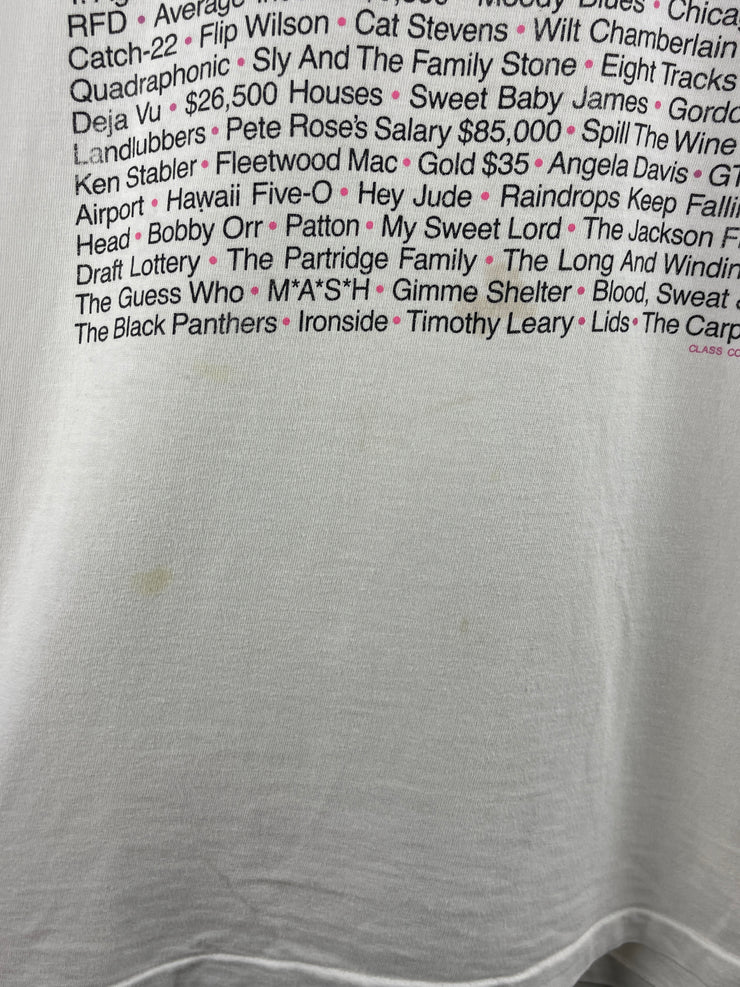 RFD • Average • Moody Blues •
Catch-22 • Flip Wilson • Cat Stevens • Wilt Chamberlain
Quadraphonic • Sly And The Family Stone • Eight Tracks
Deja Vu • $26,500 Houses • Sweet Baby James •
Landlubbers • Pete Rose's Salary $85,000 • Spill The Wine
Ken Stabler • Fleetwood Mac • Gold $35 • Angela Davis •
Airport • Hawaii Five-O • Hey Jude • Raindrops Keep
Head • Bobby Orr • Patton • My Sweet Lord • The Jackson
Draft Lottery • The Partridge Family • The Long And
The Guess Who • M*A*S*H • Gimme Shelter • Blood, Sweat
The Black Panthers • Ironside • Timothy Leary • Lids • The Carp
CLASS